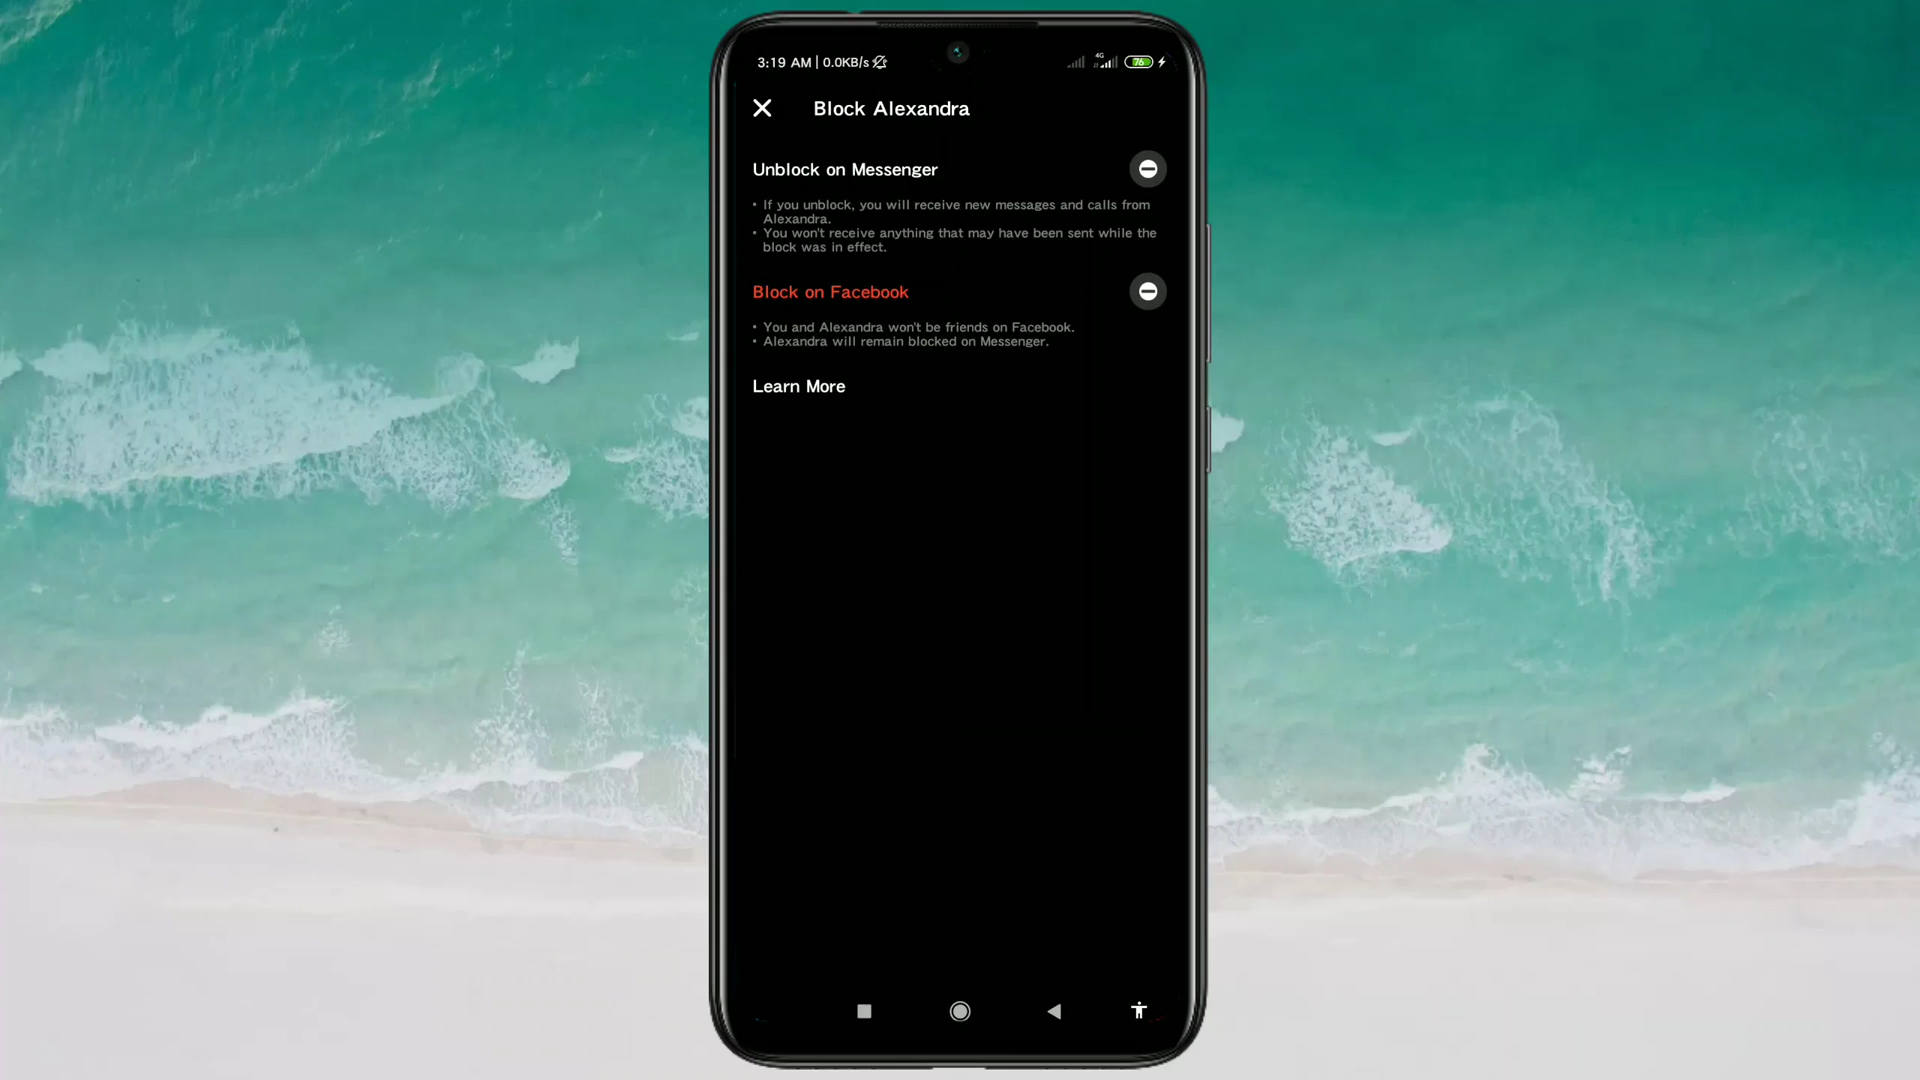 3:19 AM | 0.0KB/s
4G
76
Block Alexandra
Unblock on Messenger
• If you unblock, you will receive new messages and calls from
Alexandra.
• You won't receive anything that may have been sent while the
block was in effect.
Block on Facebook
• You and Alexandra won't be friends on Facebook.
• Alexandra will remain blocked on Messenger.
Learn More